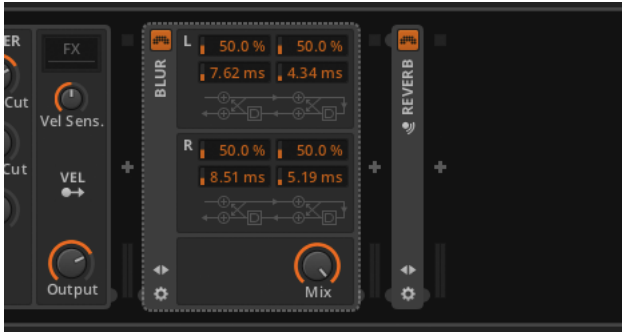 ER
Cut
Cut
FX
Vel Sens.
VEL
Output
BLUR
L
50.0 % 50.0 %
7.62 ms 4.34 ms
D D
R
50.0 % 50.0 %
8.51 ms 5.19 ms
D D
Mix
REVERB